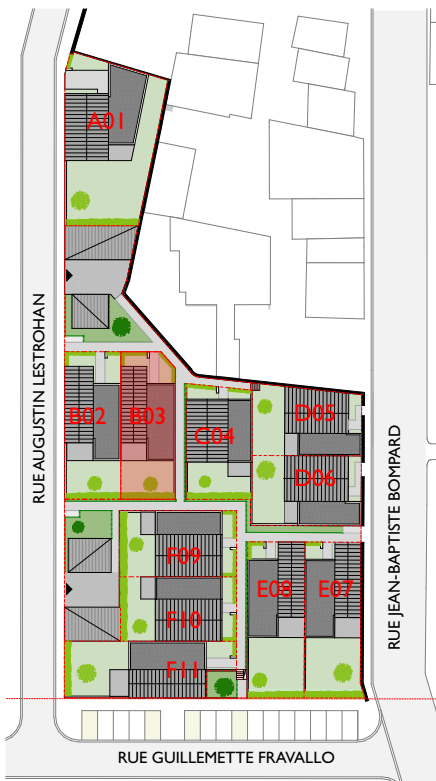 A01
RUE AUGUSTIN LESTROHAN
B02
B03
C04
D05
D06
RUE JEAN-BAPTISTE BOMPARD
F09
F10
F11
E08
E07
RUE GUILLEMETTE FRAVALLO